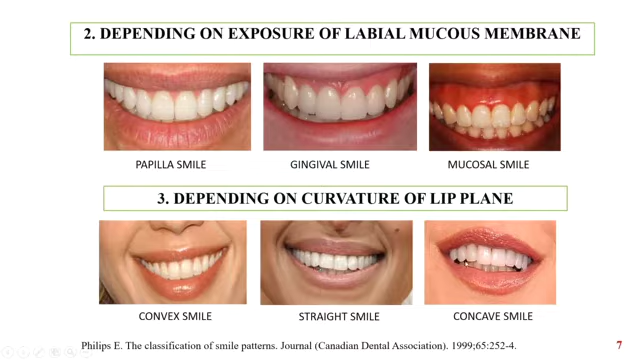 2. DEPENDING ON EXPOSURE OF LABIAL MUCOUS MEMBRANE
PAPILLA SMILE GINGIVAL SMILE MUCOSAL SMILE
3. DEPENDING ON CURVATURE OF LIP PLANE
CONVEX SMILE STRAIGHT SMILE CONCAVE SMILE
Philips E. The classification of smile patterns. Journal (Canadian Dental Association). 1999;65:252-4.
7